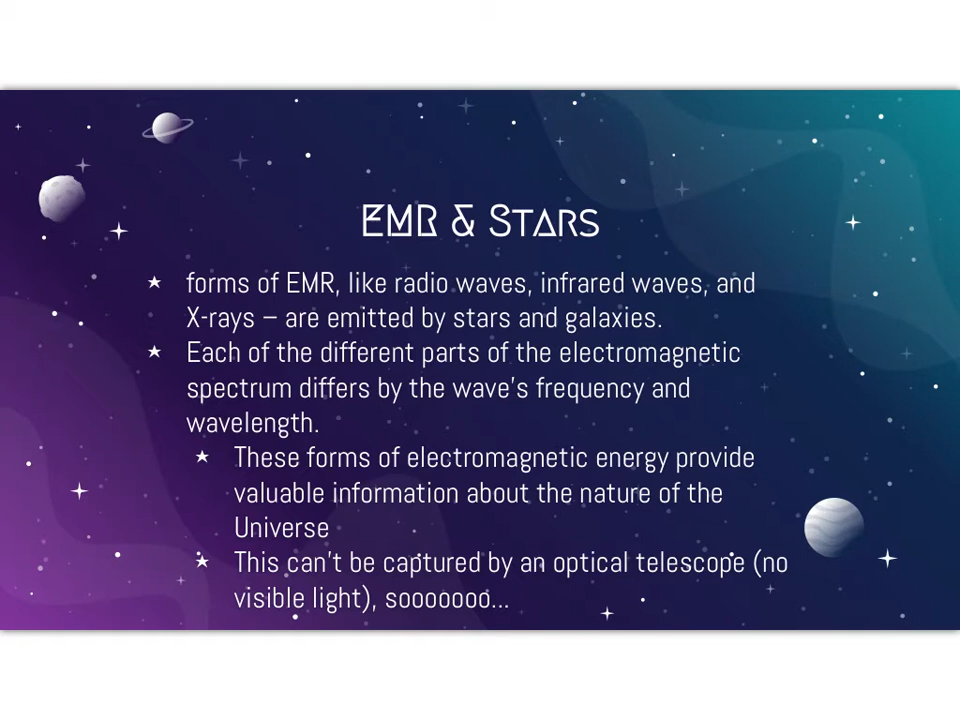 EMR & STARS
★ forms of EMR, like radio waves, infrared waves, and
X-rays – are emitted by stars and galaxies.
★ Each of the different parts of the electromagnetic
spectrum differs by the wave's frequency and
wavelength.
★ These forms of electromagnetic energy provide
valuable information about the nature of the
Universe
★ This can't be captured by an optical telescope (no
visible light), soooooooo...